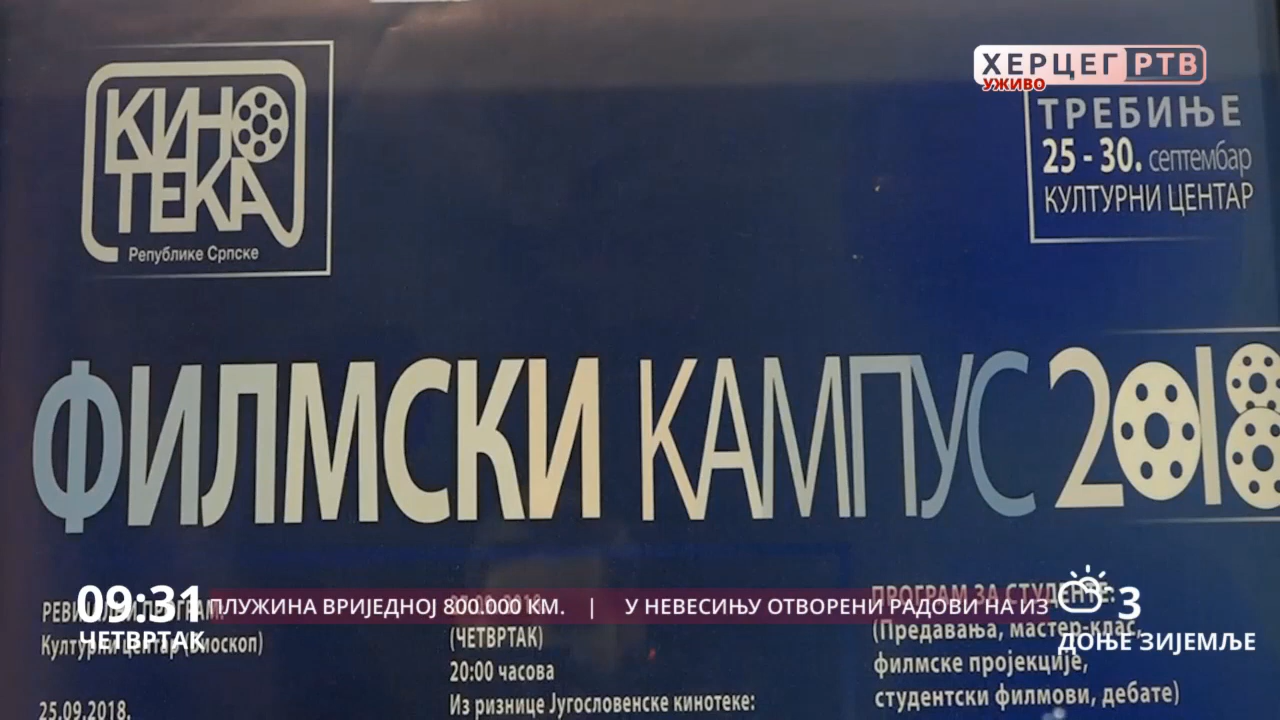 КИНОТЕКА
Републике Српске
ХЕРЦЕГ РТВ
УЖИВО
ТРЕБИЊЕ
25 - 30. септембар
КУЛТУРНИ ЦЕНТАР
ФИЛМСКИ КАМПУС 2018
09:31
ЧЕТВРТАК
ПЛУЖИНА ВРИЈЕДНОЈ 800.000 КМ. | У НЕВЕСИЊУ ОТВОРЕНИ РАДОВИ НА ИЗ
3
ДОЊЕ ЗИЈЕМЉЕ
Културни центар (Биоскоп)
25.09.2018.
(ЧЕТВРТАК)
20:00 часова
Из ризнице Југословенске кинотеке:
ПРОГРАМ ЗА СТУДЕНТЕ:
(Предавања, мастер-клас,
филмске пројекције,
студентски филмови, дебате)